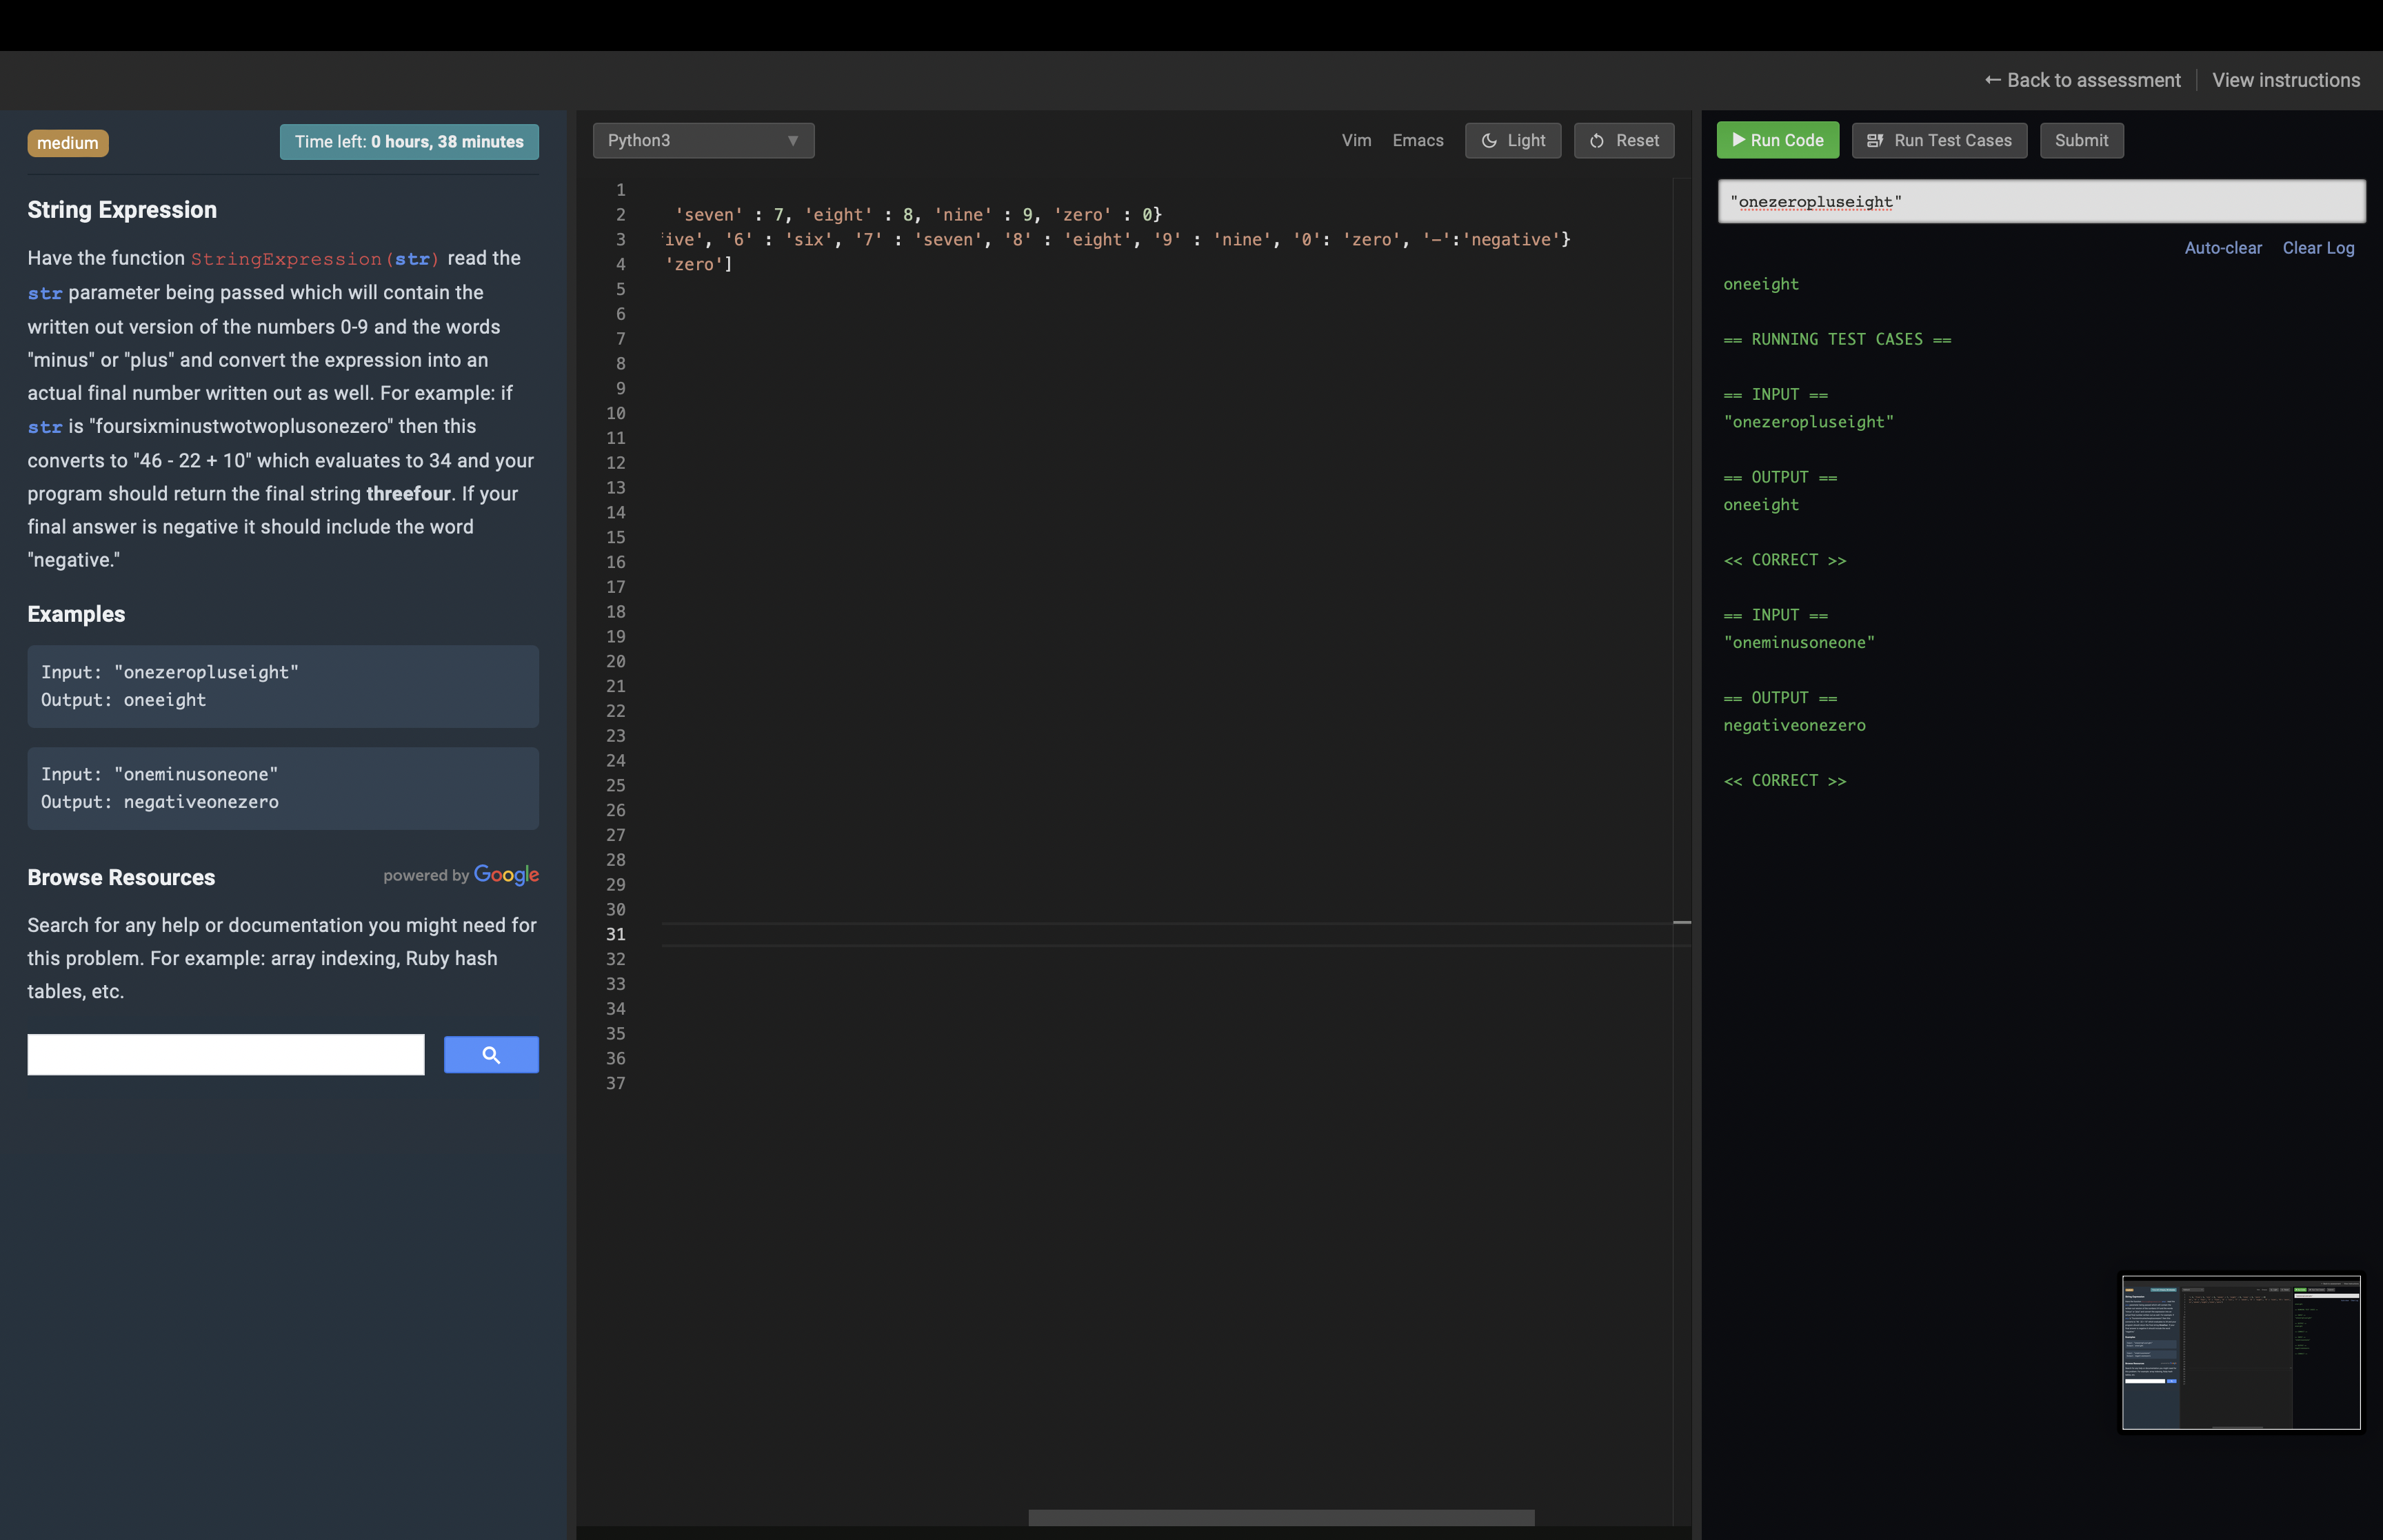 ← Back to assessment | View instructions
medium
Time left: 0 hours, 38 minutes
String Expression
Have the function StringExpression(str) read the
str parameter being passed which will contain the
written out version of the numbers 0-9 and the words
"minus" or "plus" and convert the expression into an
actual final number written out as well. For example: if
str is "foursixminustwotwoplusonezero" then this
converts to "46 - 22 + 10" which evaluates to 34 and your
program should return the final string threefour. If your
final answer is negative it should include the word
"negative."
Examples
Input: "onezeropluseight"
Output: oneeight
Input: "oneminusoneone"
Output: negativeonezero
Browse Resources
powered by Google
Search for any help or documentation you might need for
this problem. For example: array indexing, Ruby hash
tables, etc.
Python3
Vim Emacs Light Reset
1
2 'seven' : 7, 'eight' : 8, 'nine' : 9, 'zero' : 0}
3 'ive', '6' : 'six', '7' : 'seven', '8' : 'eight', '9' : 'nine', '0': 'zero', '-':'negative'}
4 'zero']
5
6
7
8
9
10
11
12
13
14
15
16
17
18
19
20
21
22
23
24
25
26
27
28
29
30
31
32
33
34
35
36
37
Run Code Run Test Cases Submit
"onezeropluseight"
Auto-clear Clear Log
oneeight
== RUNNING TEST CASES ==
== INPUT ==
"onezeropluseight"
== OUTPUT ==
oneeight
<< CORRECT >>
== INPUT ==
"oneminusoneone"
== OUTPUT ==
negativeonezero
<< CORRECT >>